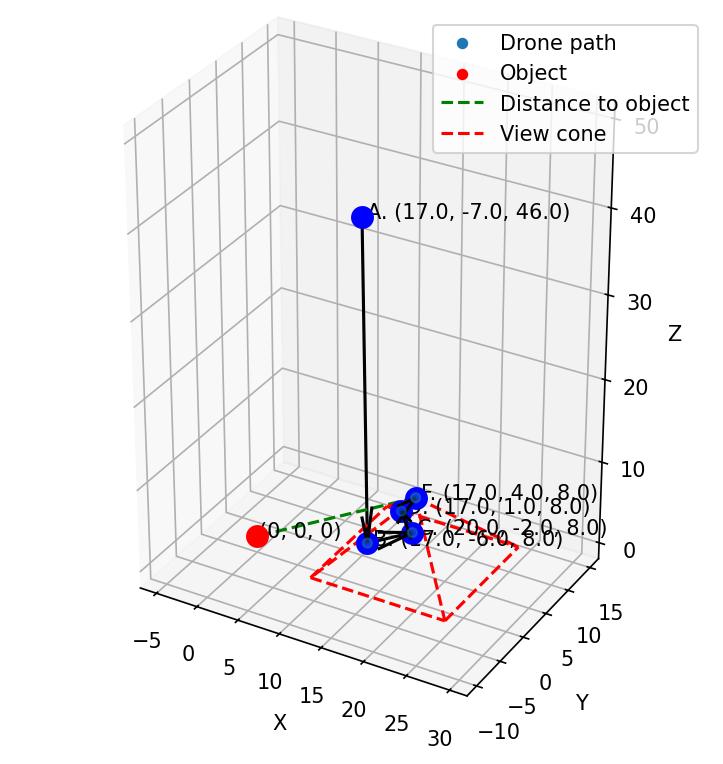 Drone path
Object
Distance to object
View cone
50
A. (17.0, -7.0, 46.0)
40
30
Z
20
10
(17.0, 4.0, 8.0)
(17.0, 1.0, 8.0)
(20.0, -2.0, 8.0)
-6.0, 8.0)
(0, 0, 0)
0
−5
0
5
10
15
20
25
30
X
−10
−5
0
5
10
15
Y